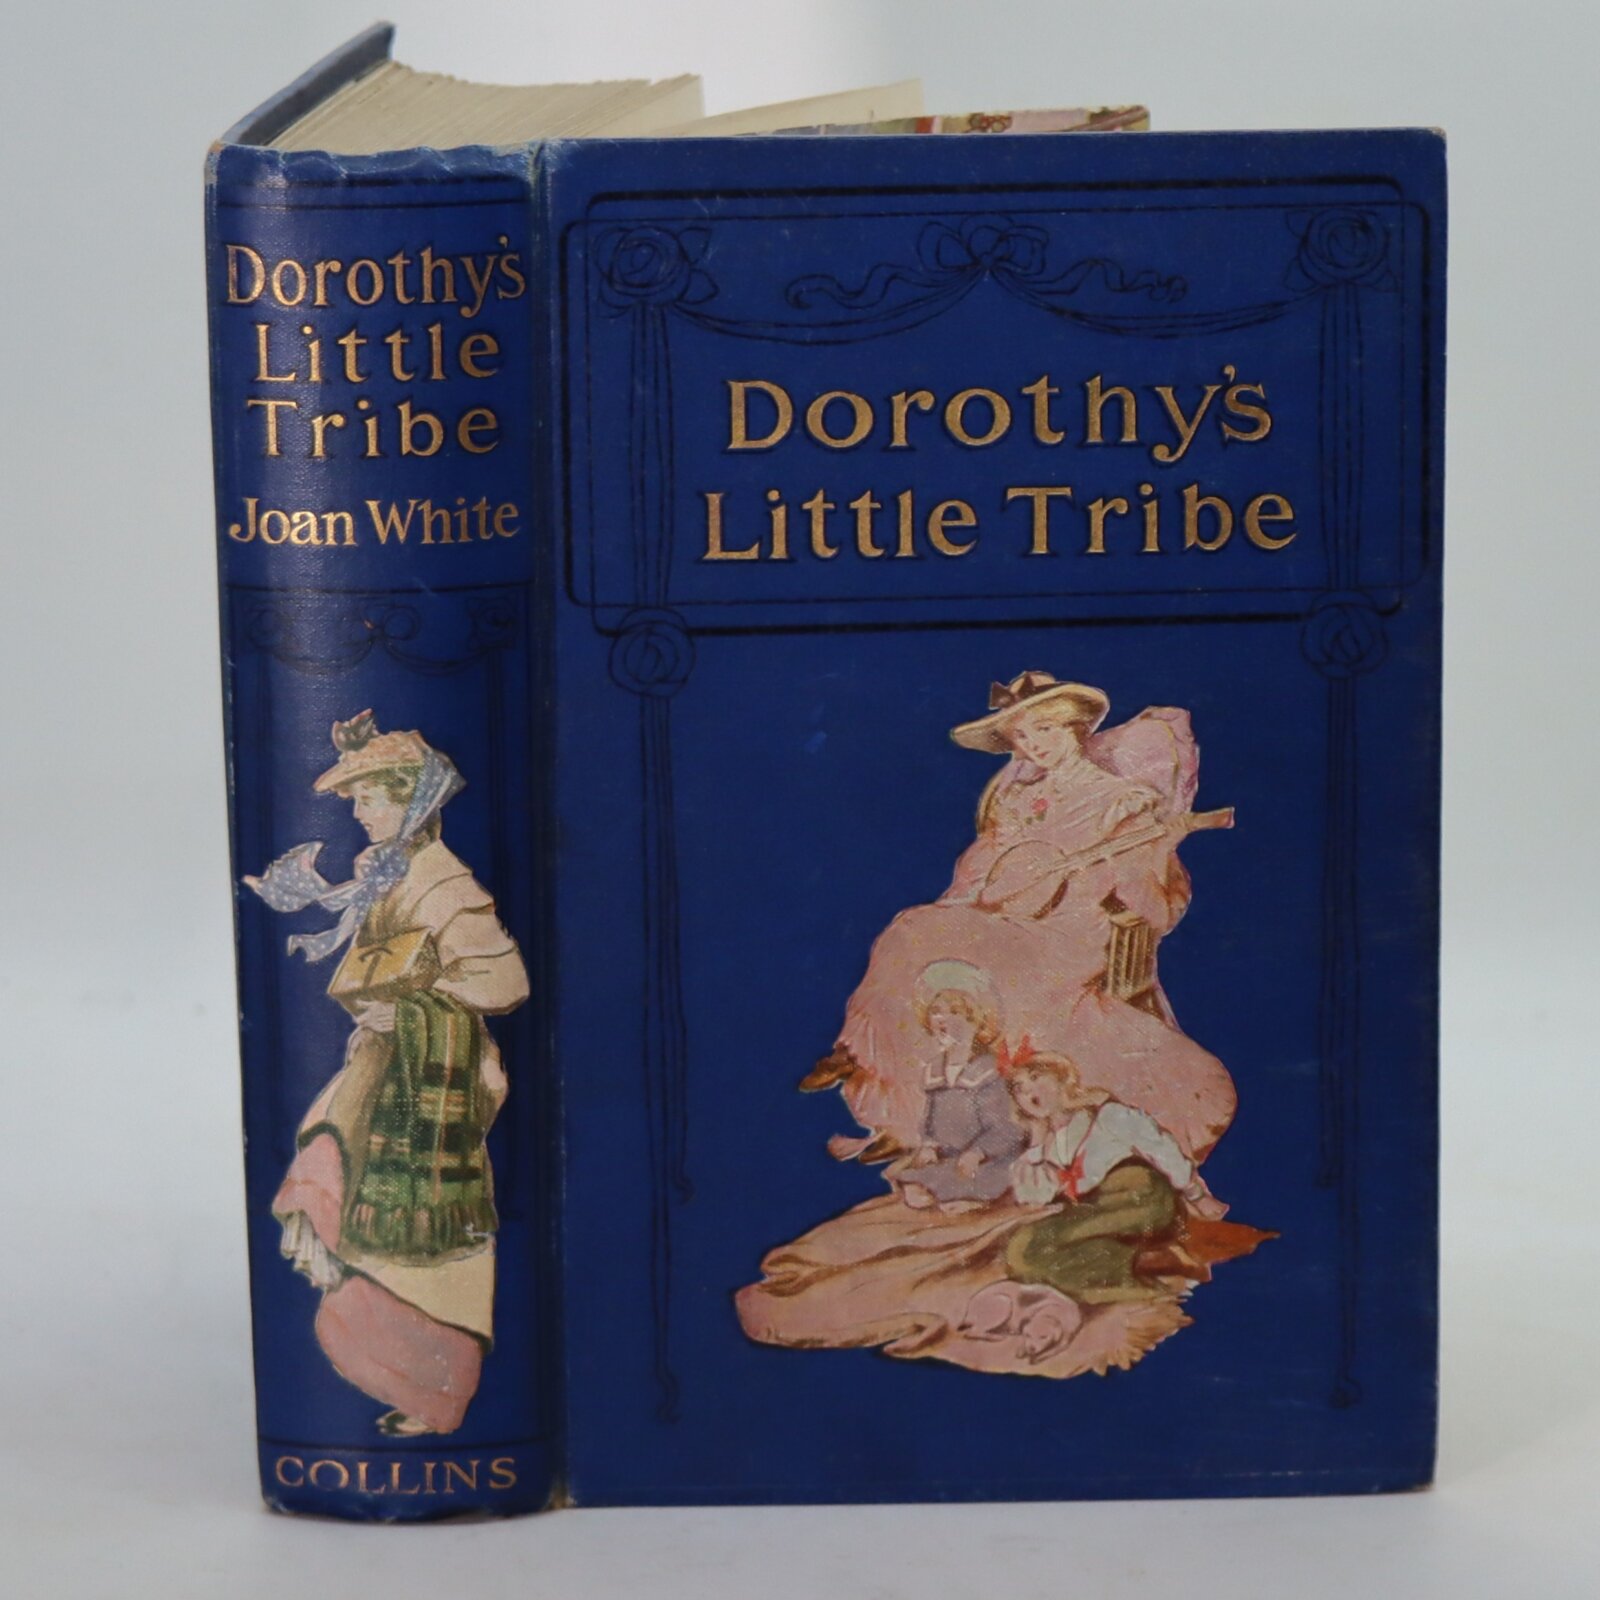 Dorothy's
Little
Tribe
Joan White
COLLINS
Dorothy's
Little Tribe